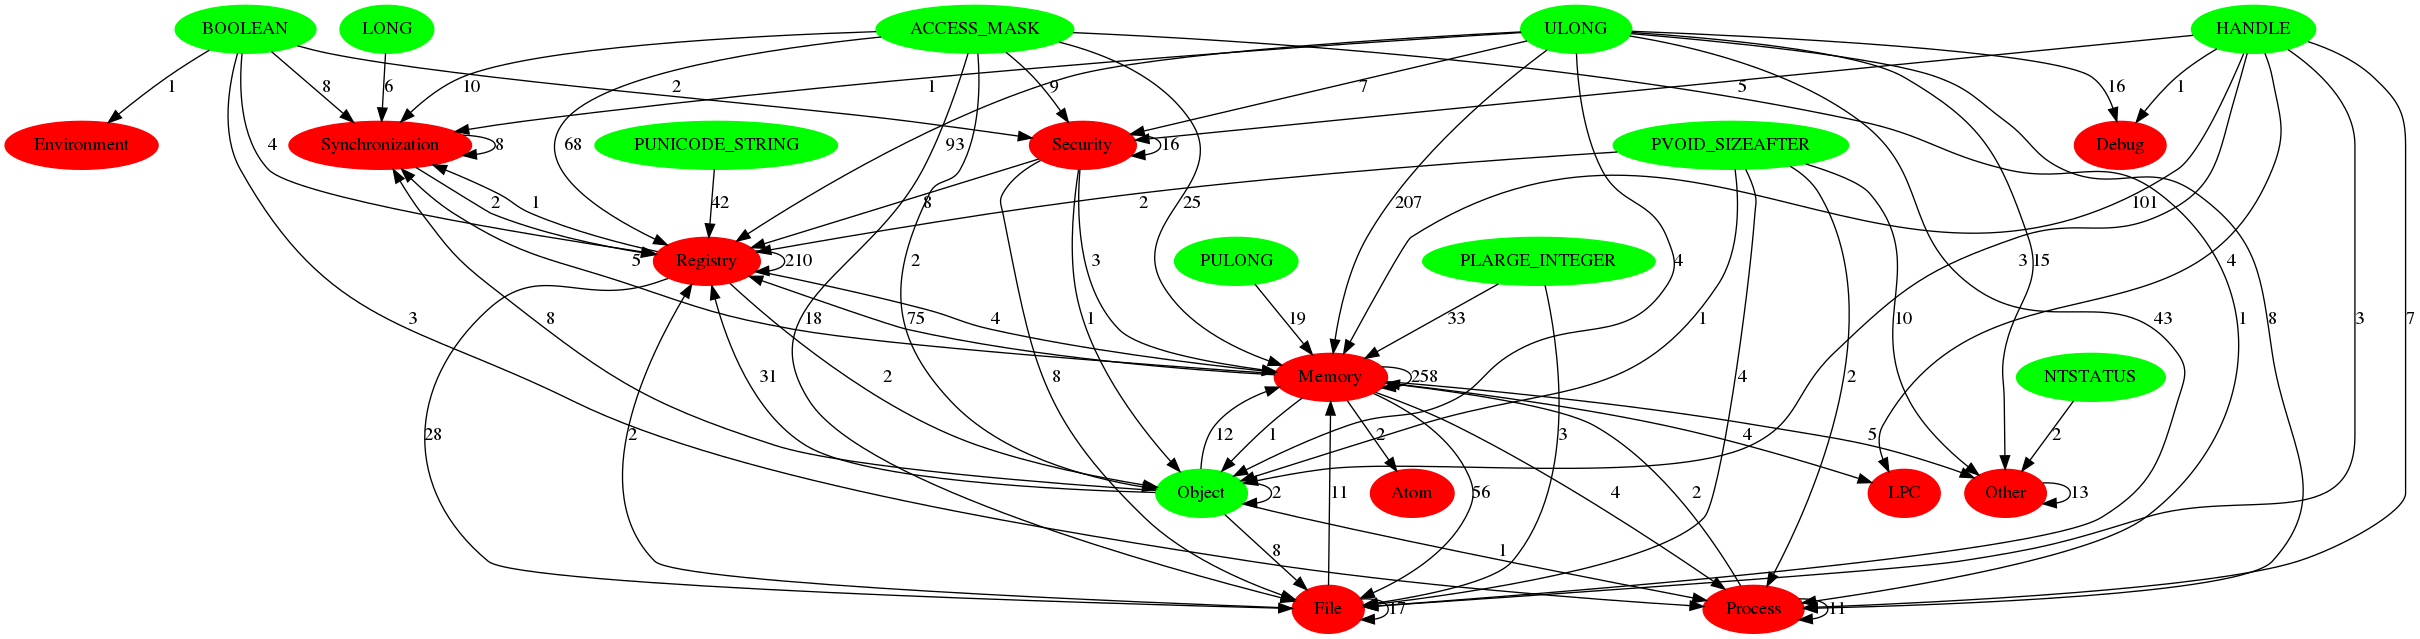 BOOLEAN LONG ACCESS_MASK ULONG HANDLE
1 8 6 10 2 1 9 7 5 16 1
Environment Synchronization PUNICODE_STRING Security PVOID_SIZEAFTER Debug
4 8 68 93 16
2 1 42 8 25 2 207 101
5 Registry 210 2 3 PULONG PLARGE_INTEGER 4 3 15 4
3 8 18 75 4 1 19 33 1 10 43 1 8 3 7
31 2 8 Memory 258 4 2 NTSTATUS
28 2 12 1 2 3 4 5 2
Object 2 Atom 11 56 4 2 LPC Other 13
8 1
File 17 Process 11